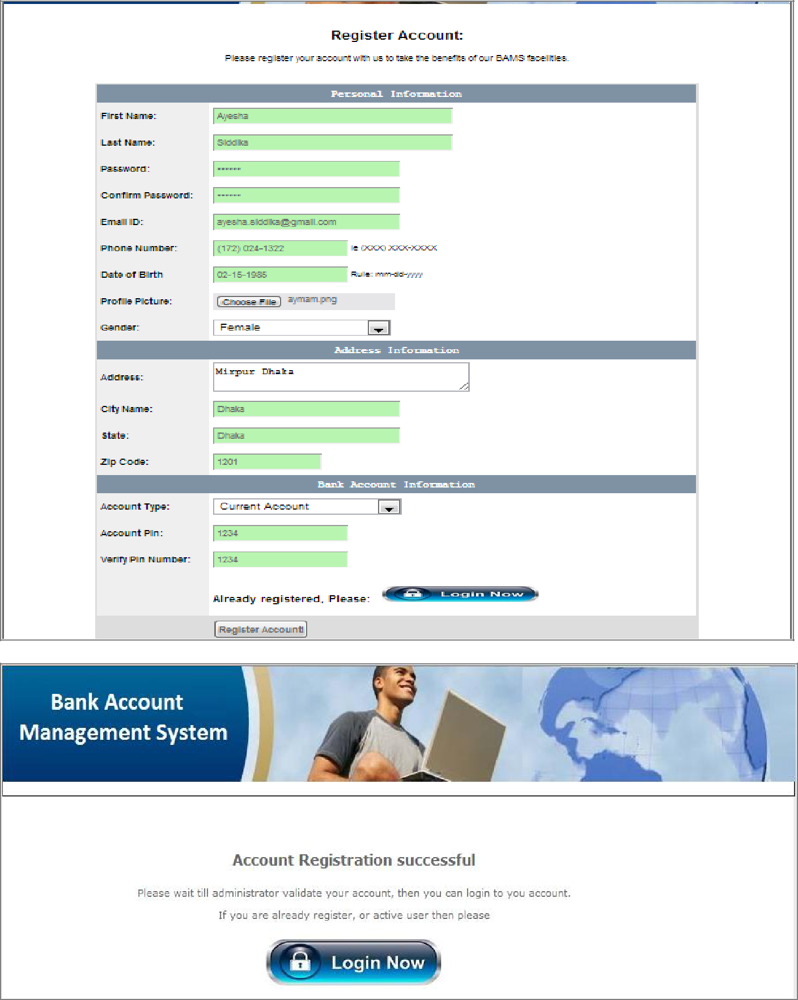 Register Account:
Please register your account with us to take the benefits of our BAMS facelities.
Personal Information
First Name: Ayesha
Last Name: Siddika
Password: ------
Confirm Password: ------
Email ID: ayesha.siddika@gmail.com
Phone Number: (172) 024-1322 ie (XXX) XXX-XXXX
Date of Birth 02-15-1985 Rule: mm-dd-yyyy
Profile Picture: Choose File aymam.png
Gender: Female
Address Information
Address: Mirpur Dhaka
City Name: Dhaka
State: Dhaka
Zip Code: 1201
Bank Account Information
Account Type: Current Account
Account Pin: 1234
Verify Pin Number: 1234
Already registered, Please: Login Now
Register Account!
Bank Account
Management System
Account Registration successful
Please wait till administrator validate your account, then you can login to you account.
If you are already register, or active user then please
Login Now